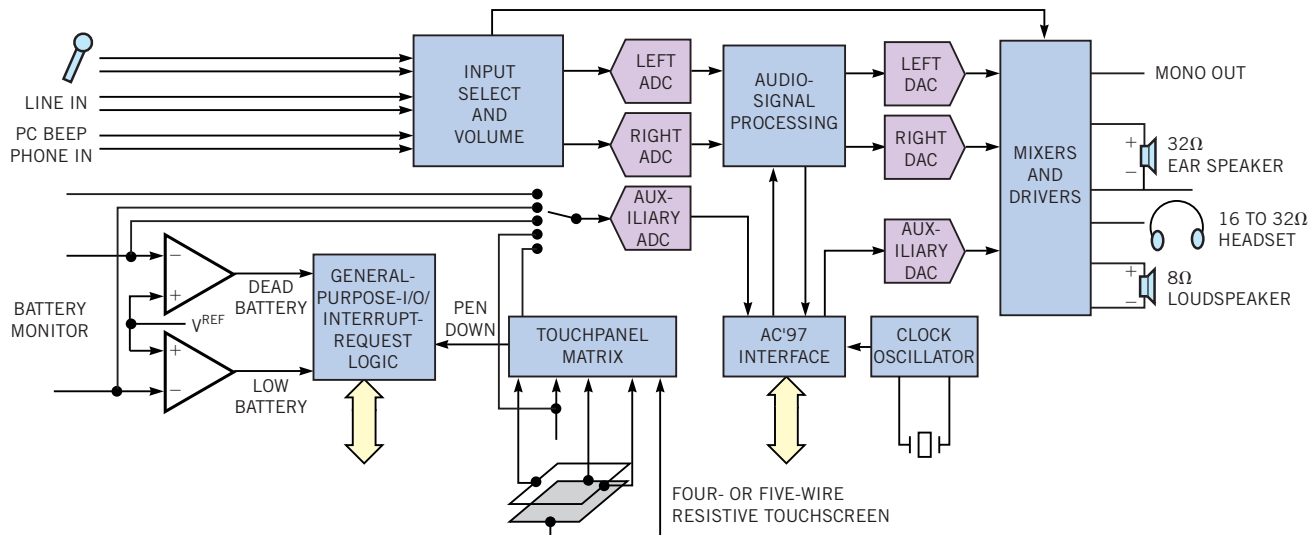 LINE IN
PC BEEP
PHONE IN
INPUT
SELECT
AND
VOLUME
LEFT
ADC
RIGHT
ADC
AUDIO-
SIGNAL
PROCESSING
LEFT
DAC
RIGHT
DAC
MIXERS
AND
DRIVERS
MONO OUT
+
−
32Ω
EAR SPEAKER
16 TO 32Ω
HEADSET
+
−
8Ω
LOUDSPEAKER
AUX-
ILIARY
ADC
AUX-
ILIARY
DAC
BATTERY
MONITOR
−
+
VREF
+
−
DEAD
BATTERY
LOW
BATTERY
GENERAL-
PURPOSE-I/O/
INTERRUPT-
REQUEST
LOGIC
PEN
DOWN
TOUCHPANEL
MATRIX
AC'97
INTERFACE
CLOCK
OSCILLATOR
FOUR- OR FIVE-WIRE
RESISTIVE TOUCHSCREEN